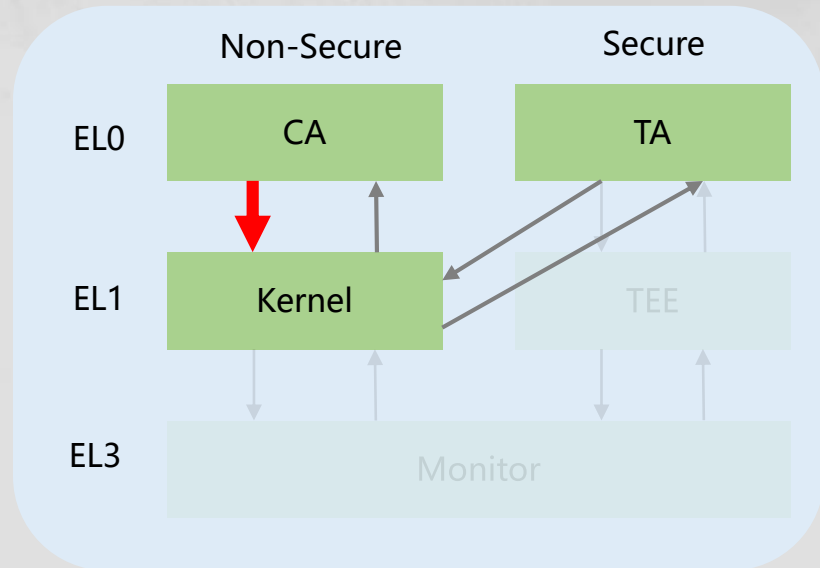 Non-Secure
Secure
EL0
CA
TA
EL1
Kernel
TEE
EL3
Monitor